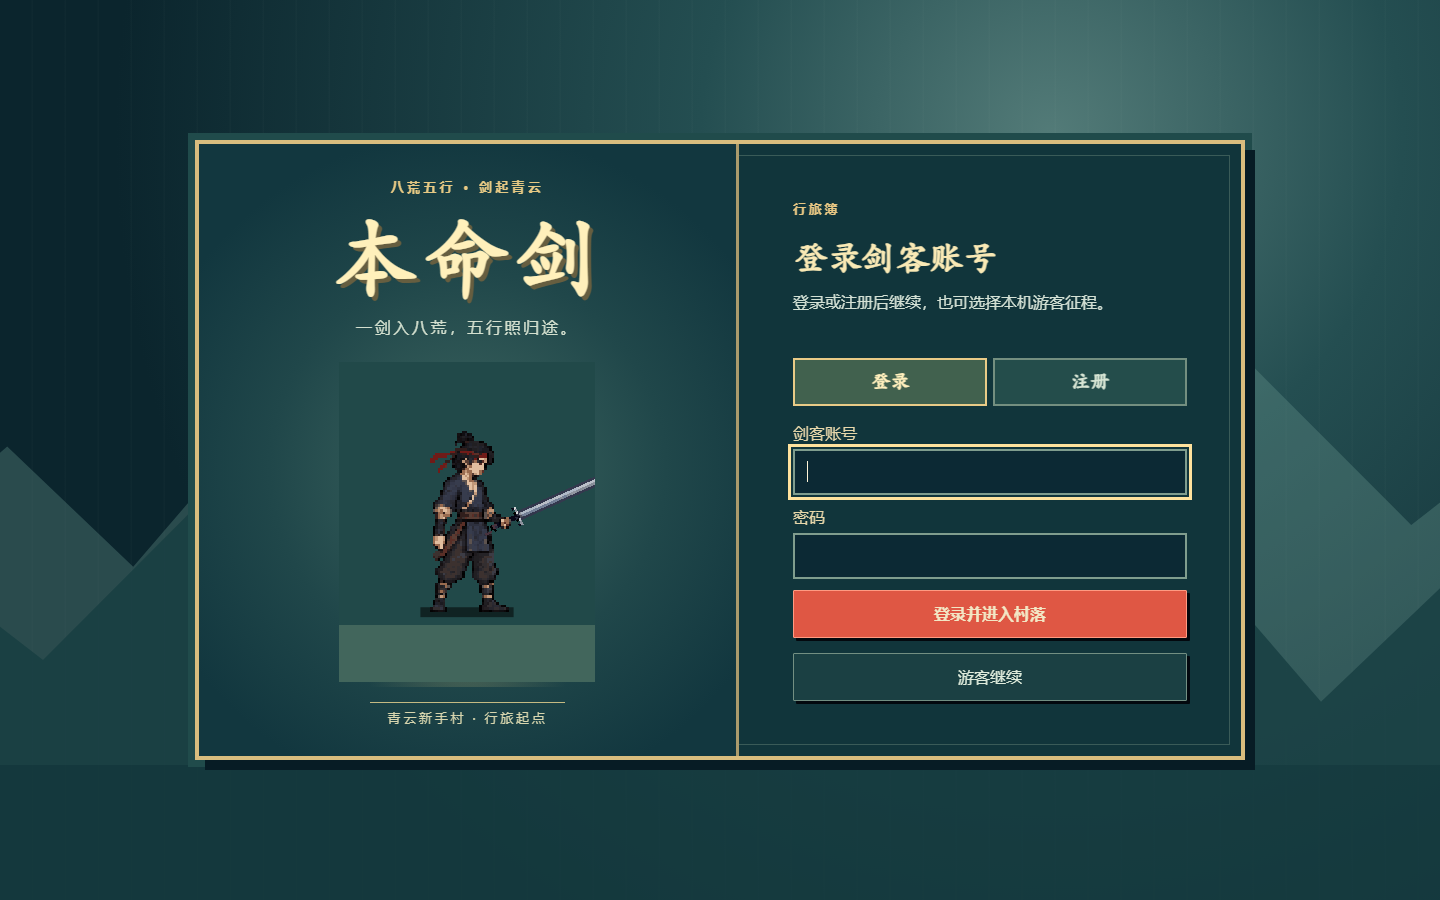 八荒五行 • 剑起青云
本命剑
一剑入八荒，五行照归途。
青云新手村 · 行旅起点
行旅簿
登录剑客账号
登录或注册后继续，也可选择本机游客征程。
登录
注册
剑客账号
密码
登录并进入村落
游客继续